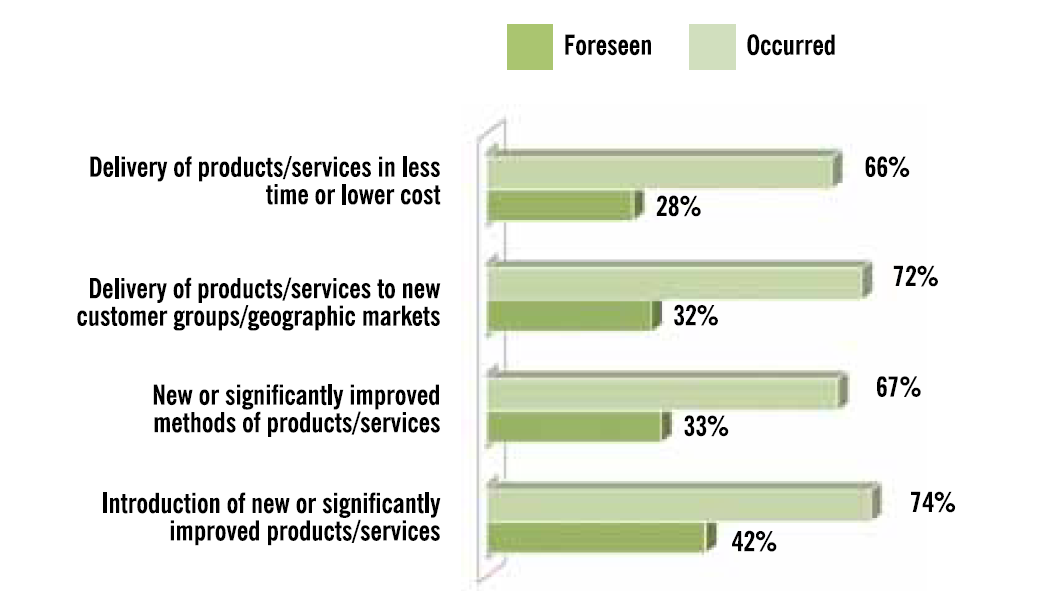 Foreseen
Occurred
Delivery of products/services in less
time or lower cost
66%
28%
Delivery of products/services to new
customer groups/geographic markets
72%
32%
New or significantly improved
methods of products/services
67%
33%
Introduction of new or significantly
improved products/services
74%
42%